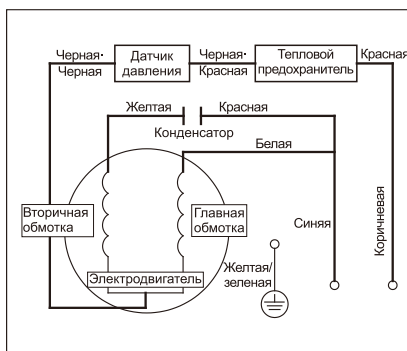 Черная·
Черная
Датчик
давления
Черная·
Красная
Тепловой
предохранитель
Красная
Желтая
Красная
Конденсатор
Белая
Вторичная
обмотка
Главная
обмотка
Синяя
Коричневая
Электродвигатель
Желтая/
зеленая